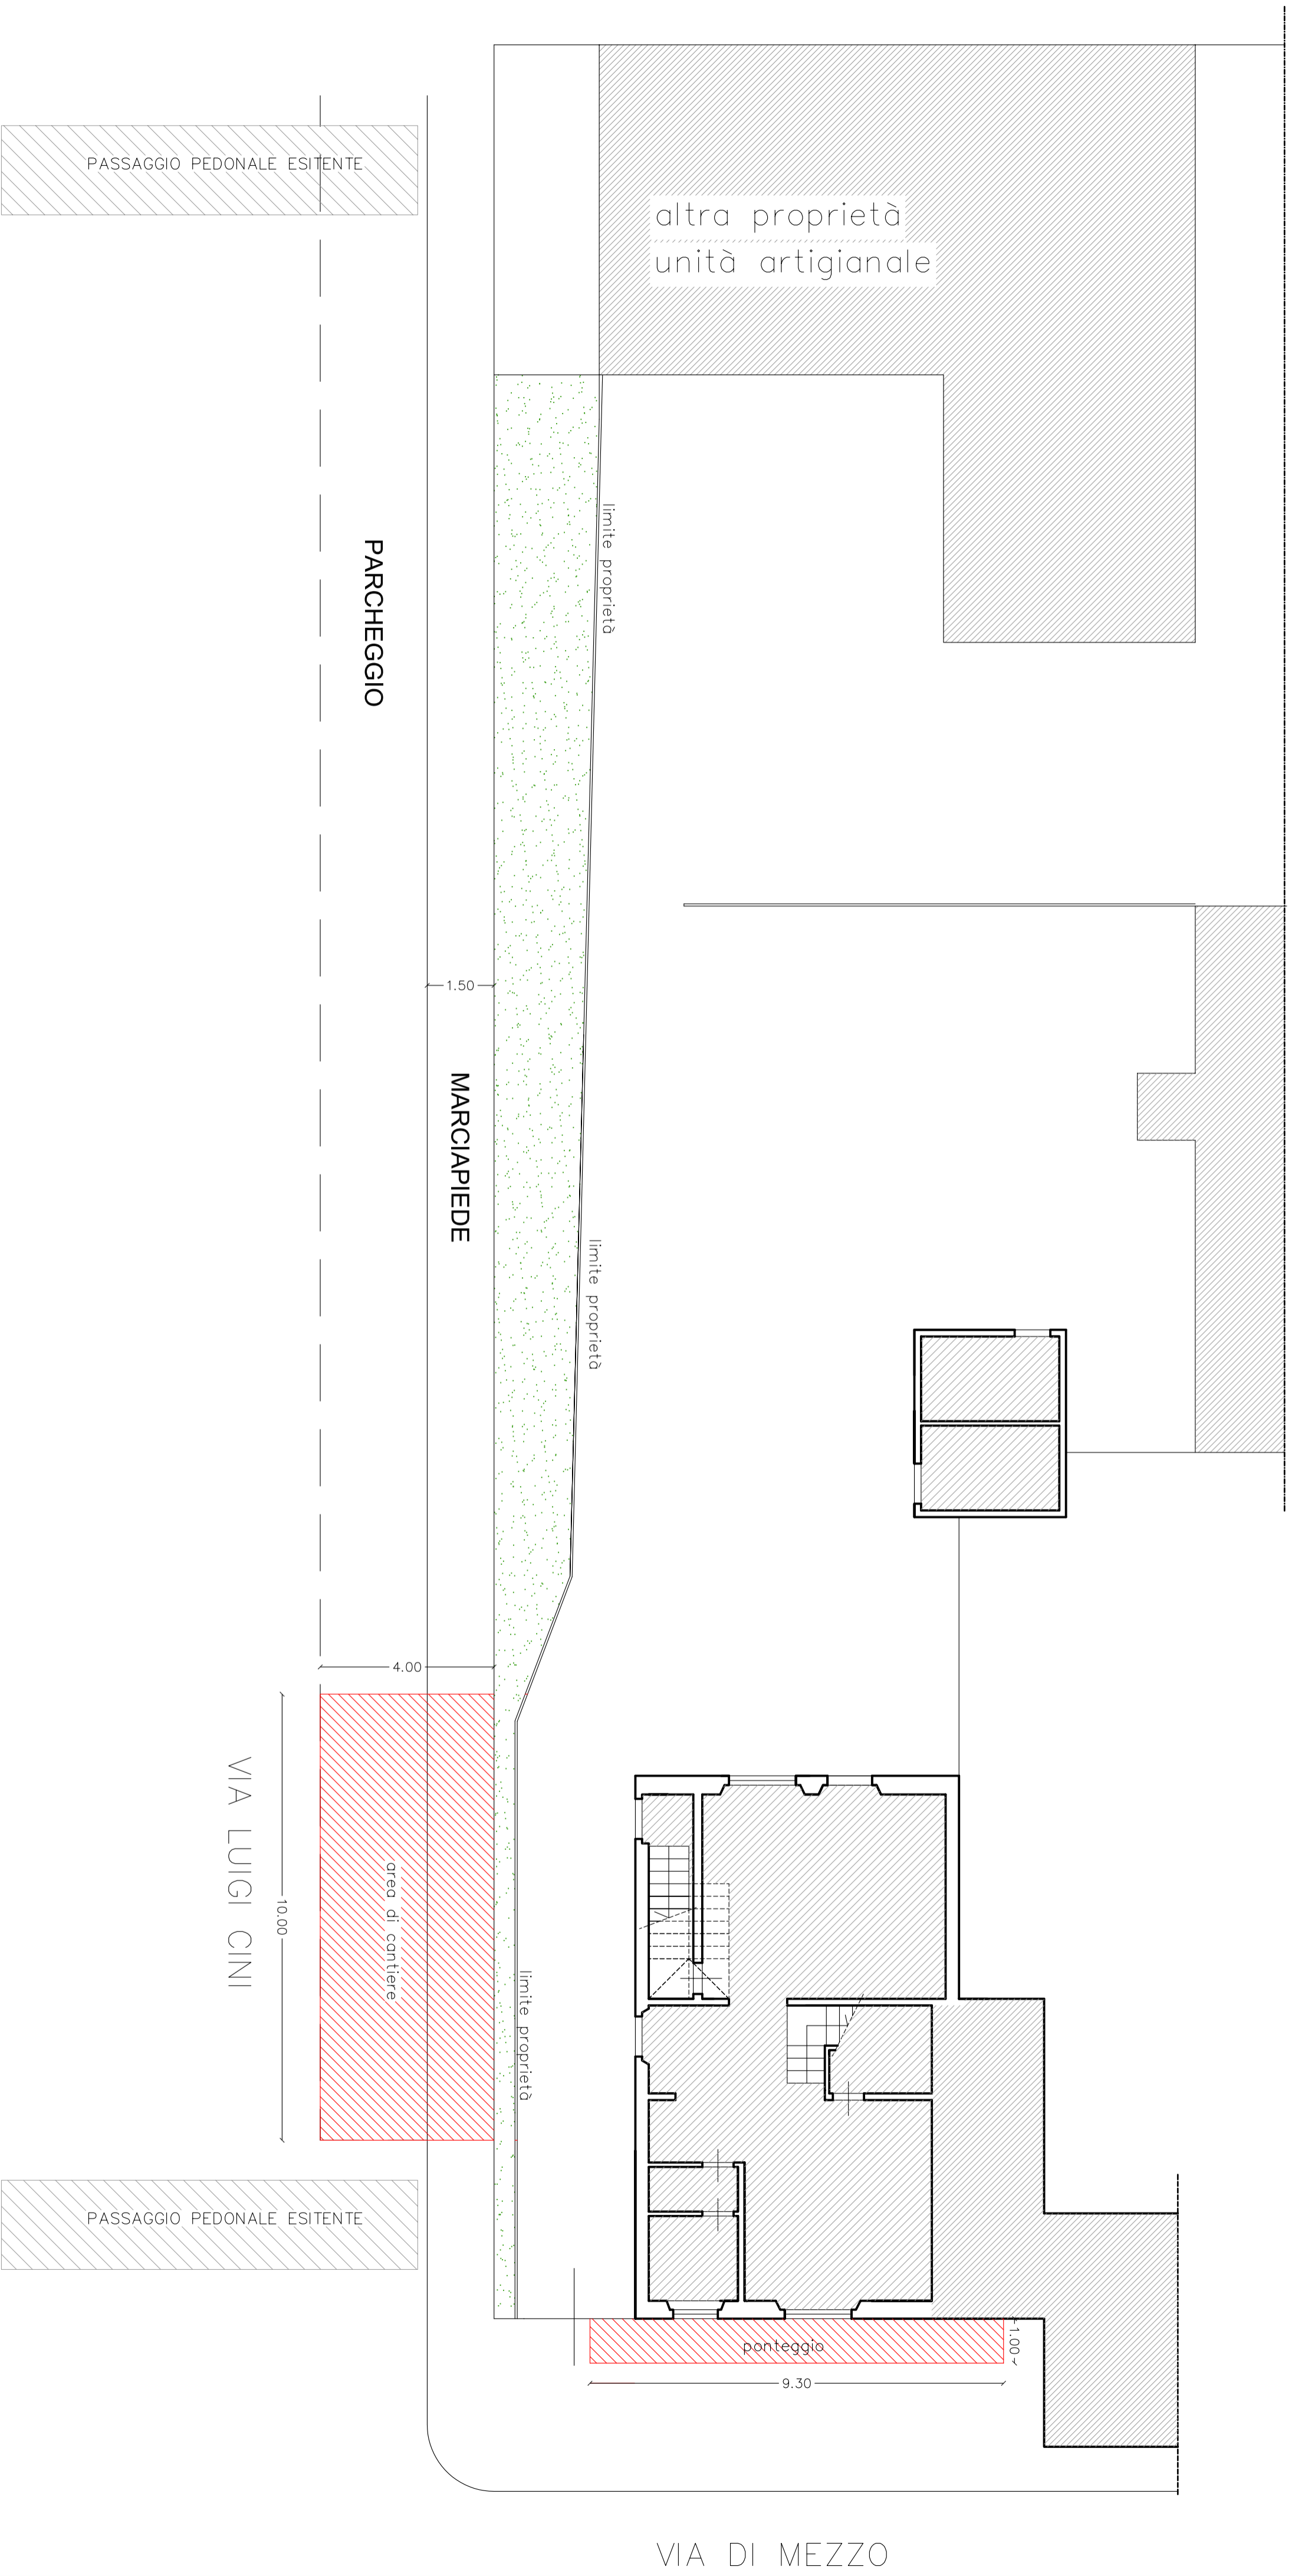 PASSAGGIO PEDONALE ESITENTE
altra proprietà
unità artigianale
limite proprietà
PARCHEGGIO
1.50
MARCIAPIEDE
limite proprietà
4.00
VIA LUIGI CINI
10.00
area di cantiere
limite proprietà
PASSAGGIO PEDONALE ESITENTE
ponteggio
1.00
9.30
VIA DI MEZZO